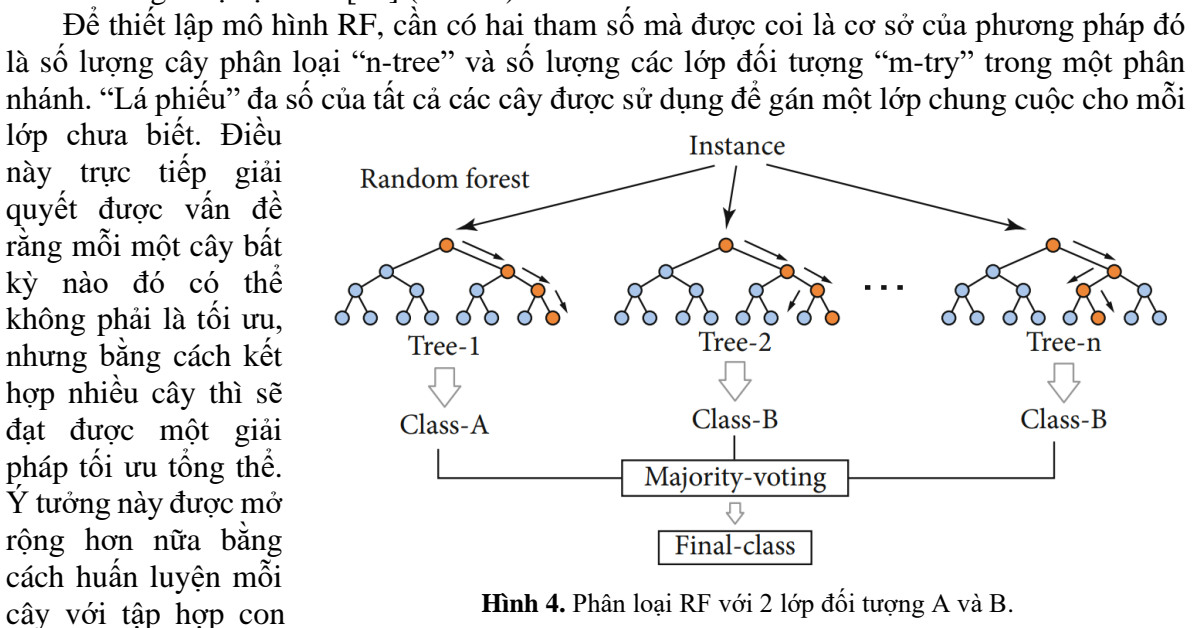 Để thiết lập mô hình RF, cần có hai tham số mà được coi là cơ sở của phương pháp đó
là số lượng cây phân loại “n-tree” và số lượng các lớp đối tượng “m-try” trong một phân
nhánh. “Lá phiếu” đa số của tất cả các cây được sử dụng để gán một lớp chung cuộc cho mỗi
lớp chưa biết. Điều
này trực tiếp giải
quyết được vấn đề
rằng mỗi một cây bất
kỳ nào đó có thể
không phải là tối ưu,
nhưng bằng cách kết
hợp nhiều cây thì sẽ
đạt được một giải
pháp tối ưu tổng thể.
Ý tưởng này được mở
rộng hơn nữa bằng
cách huấn luyện mỗi
cây với tập hợp con
Instance
Random forest
Tree-1
Tree-2
...
Tree-n
Class-A
Class-B
Class-B
Majority-voting
Final-class
Hình 4. Phân loại RF với 2 lớp đối tượng A và B.